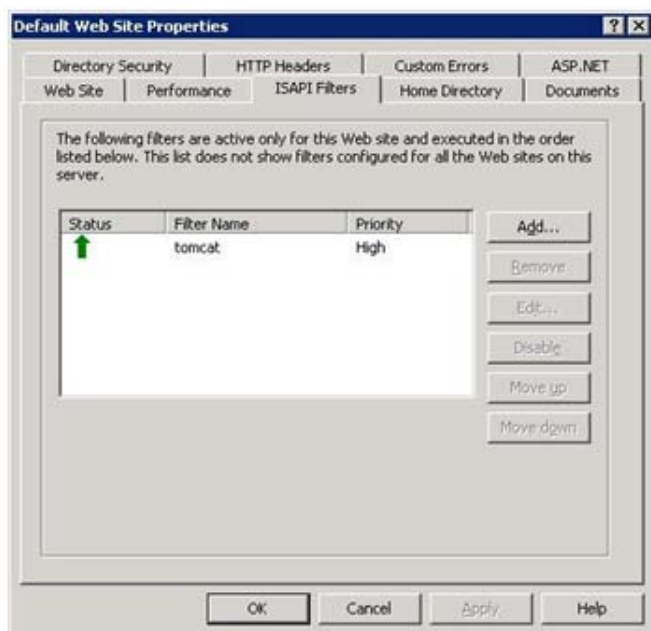 Default Web Site Properties
Directory Security HTTP Headers Custom Errors ASP.NET
Web Site Performance ISAPI Filters Home Directory Documents
The following filters are active only for this Web site and executed in the order
listed below. This list does not show filters configured for all the Web sites on this
server.
Status Filter Name Priority
tomcat High
Add...
Remove
Edit...
Disable
Move up
Move down
OK Cancel Apply Help